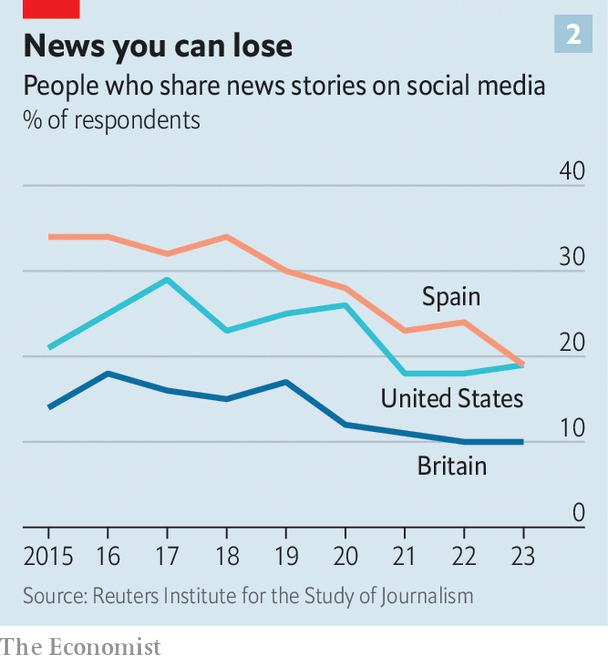 News you can lose
2
People who share news stories on social media
% of respondents
40
30
Spain
20
United States
10
Britain
0
2015 16 17 18 19 20 21 22 23
Source: Reuters Institute for the Study of Journalism
The Economist